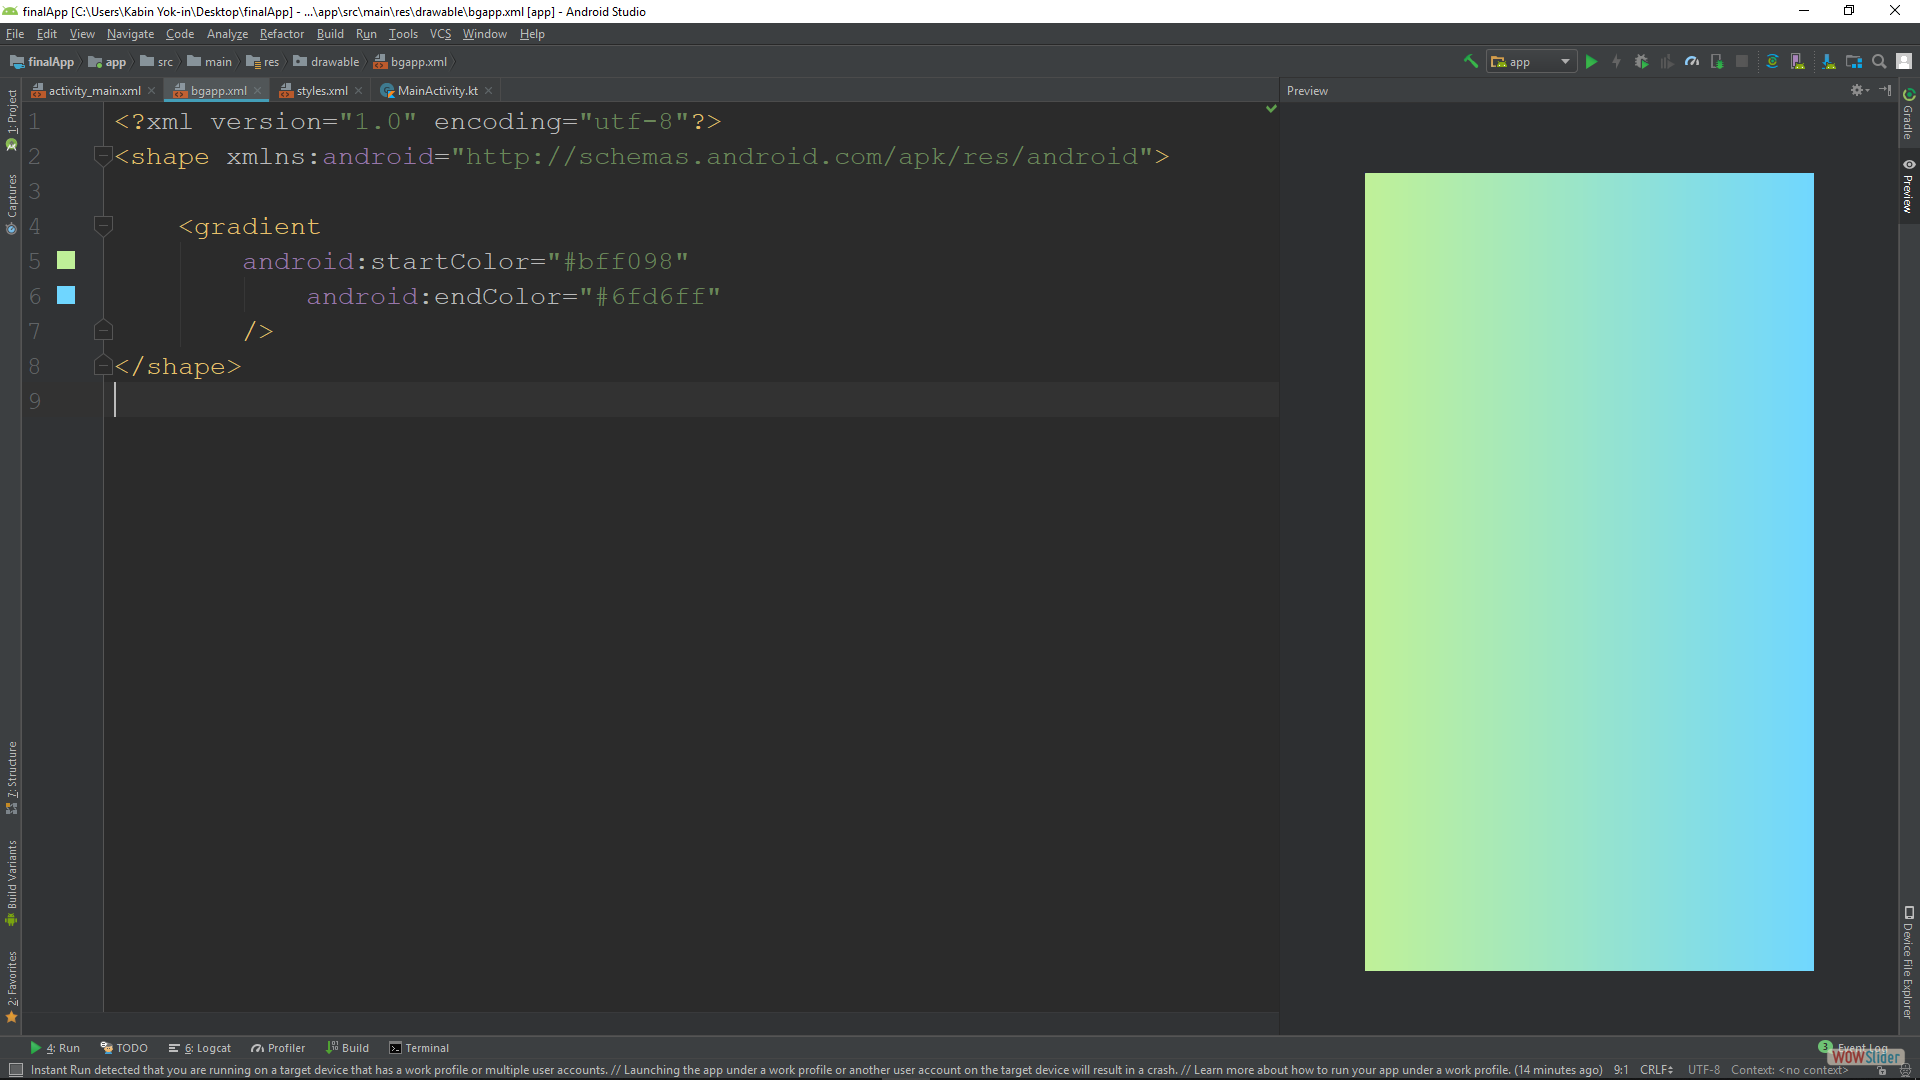 finalApp [C:\Users\Kabin Yok-in\Desktop\finalApp] - ...\app\src\main\res\drawable\bgapp.xml [app] - Android Studio
File Edit View Navigate Code Analyze Refactor Build Run Tools VCS Window Help
finalApp app src main res drawable bgapp.xml app
activity_main.xml bgapp.xml styles.xml MainActivity.kt Preview
1: Project
Captures
7: Structure
Build Variants
2: Favorites
1 <?xml version="1.0" encoding="utf-8"?>
2 <shape xmlns:android="http://schemas.android.com/apk/res/android">
3
4 <gradient
5 android:startColor="#bff098"
6 android:endColor="#6fd6ff"
7 />
8 </shape>
9
Gradle
Preview
Device File Explorer
4: Run TODO 6: Logcat Profiler Build Terminal 3 Event Log
WOWSlider
Instant Run detected that you are running on a target device that has a work profile or multiple user accounts. // Launching the app under a work profile or another user account on the target device will result in a crash. // Learn more about how to run your app under a work profile. (14 minutes ago) 9:1 CRLF UTF-8 Context: <no context>